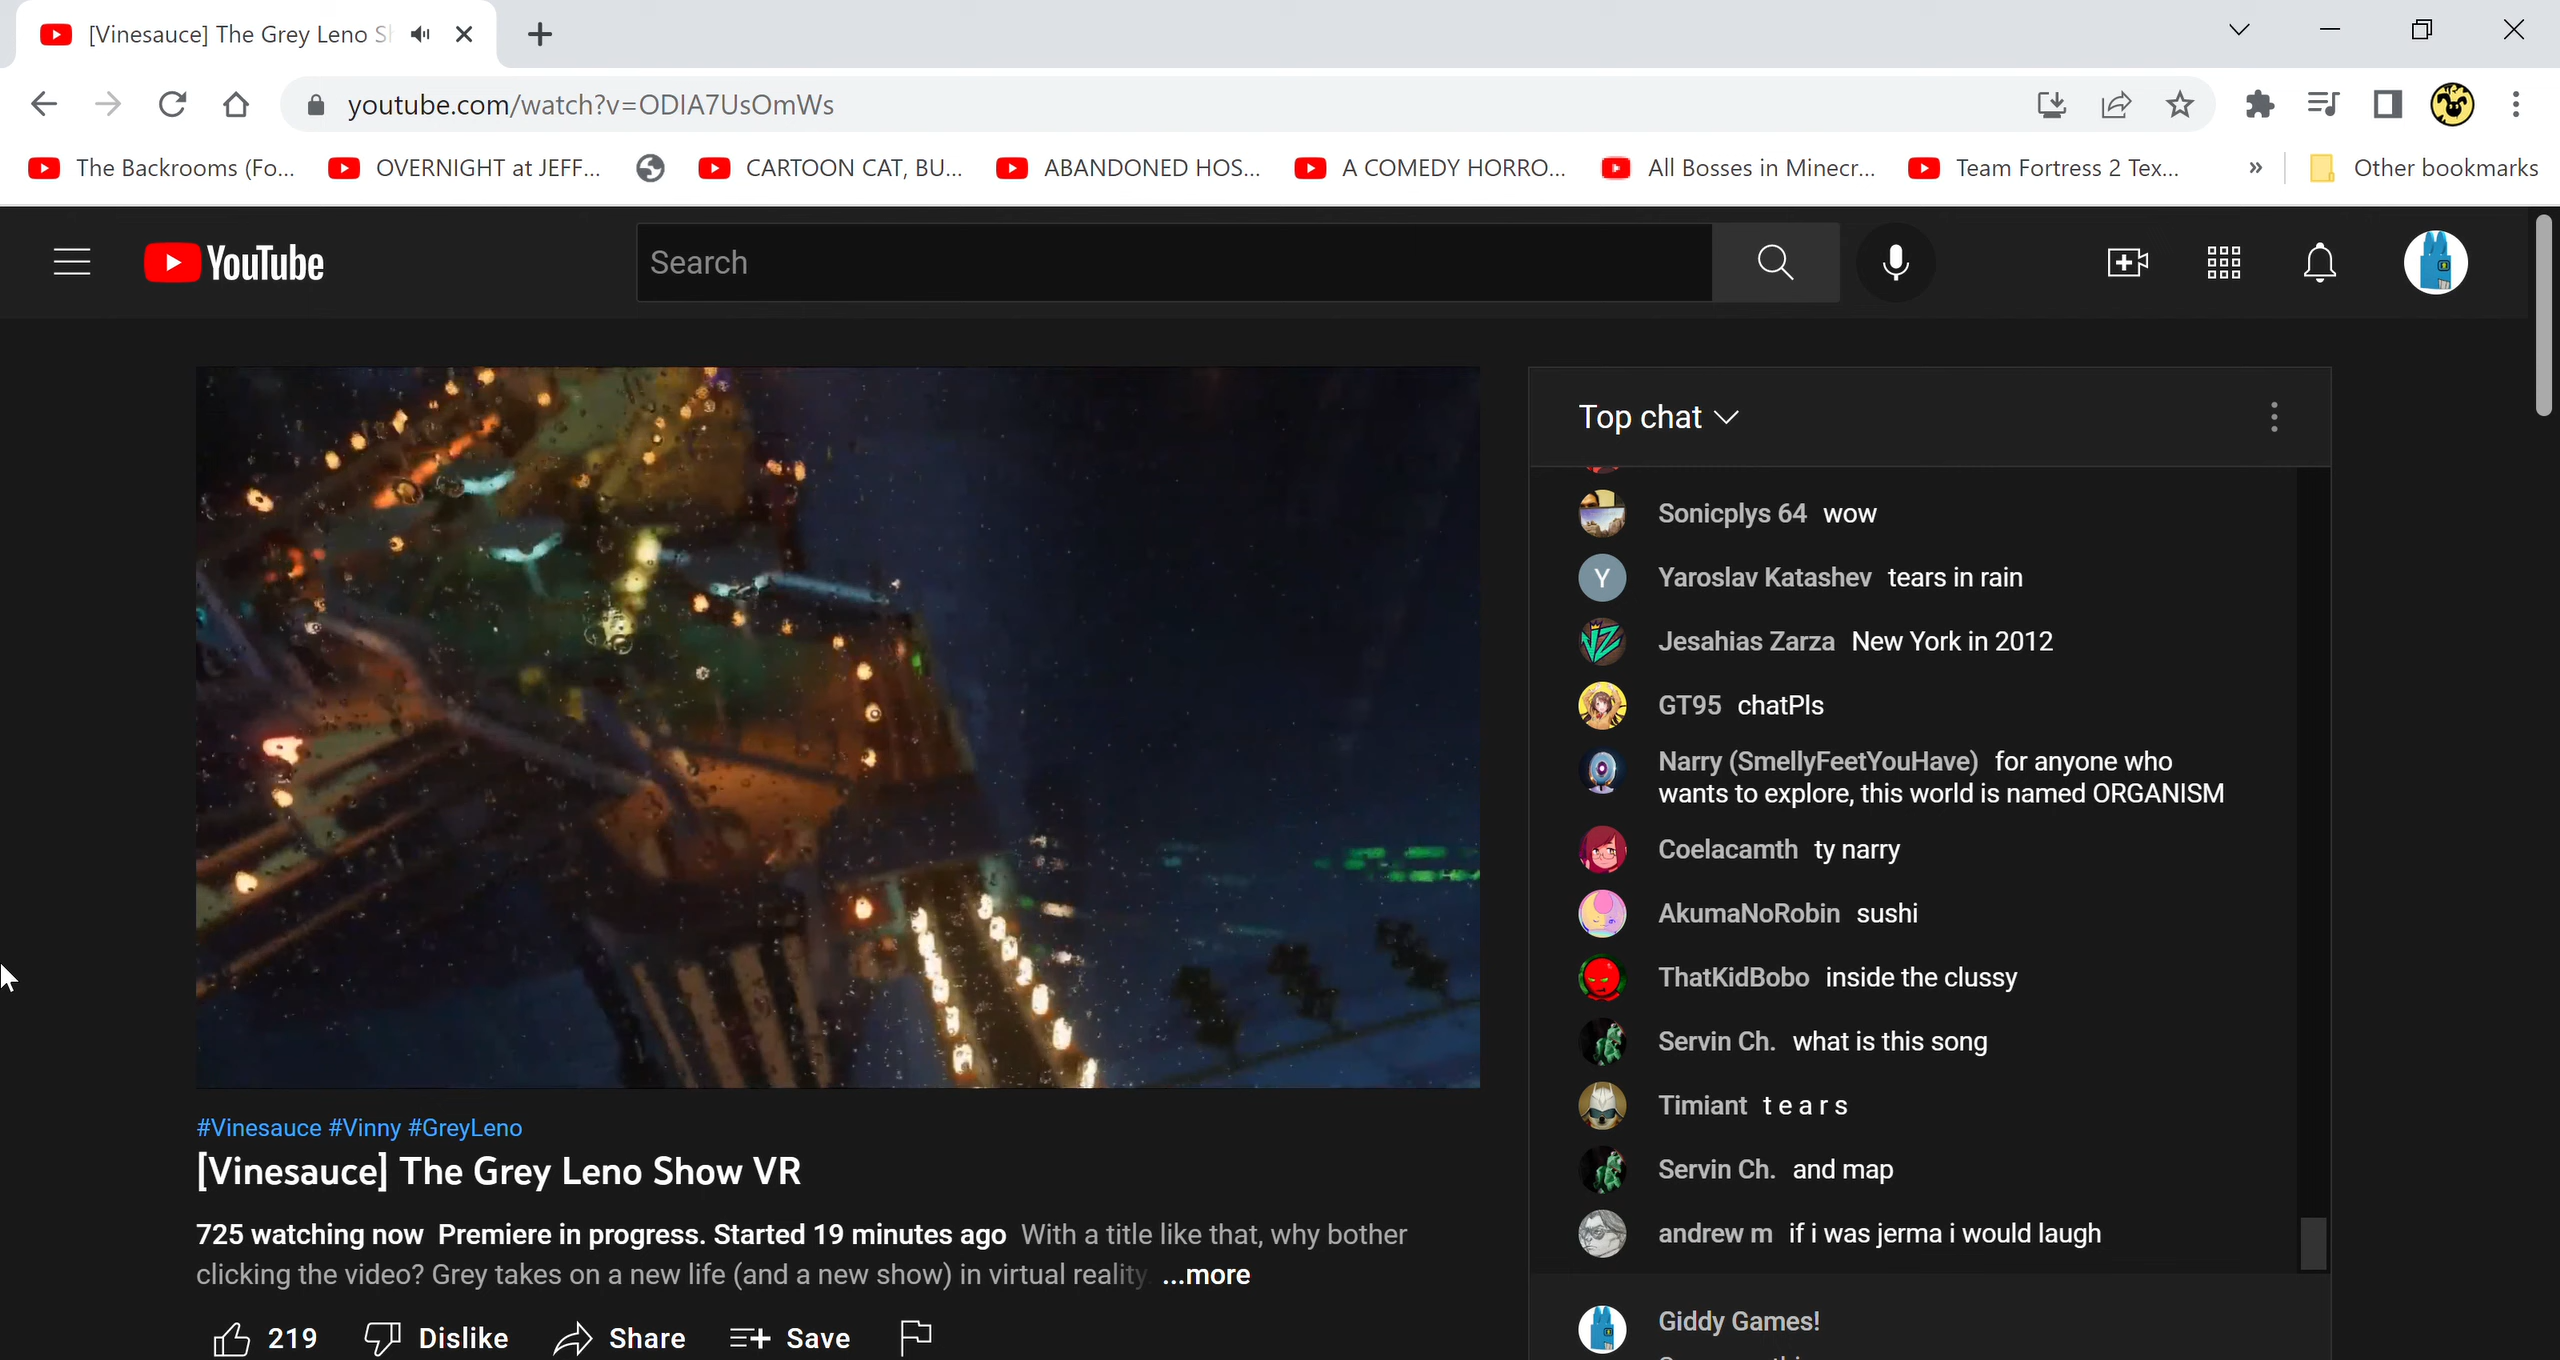 [Vinesauce] The Grey Leno S
youtube.com/watch?v=ODIA7UsOmWs
The Backrooms (Fo...
OVERNIGHT at JEFF...
CARTOON CAT, BU...
ABANDONED HOS...
A COMEDY HORRO...
All Bosses in Minecr...
Team Fortress 2 Tex...
»
Other bookmarks
YouTube
Search
Top chat
Sonicplys 64 wow
Y
Yaroslav Katashev tears in rain
Jesahias Zarza New York in 2012
GT95 chatPls
Narry (SmellyFeetYouHave) for anyone who
wants to explore, this world is named ORGANISM
Coelacamth ty narry
AkumaNoRobin sushi
ThatKidBobo inside the clussy
Servin Ch. what is this song
Timiant t e a r s
Servin Ch. and map
andrew m if i was jerma i would laugh
Giddy Games!
#Vinesauce #Vinny #GreyLeno
[Vinesauce] The Grey Leno Show VR
725 watching now Premiere in progress. Started 19 minutes ago With a title like that, why bother
clicking the video? Grey takes on a new life (and a new show) in virtual reality ...more
219
Dislike
Share
Save